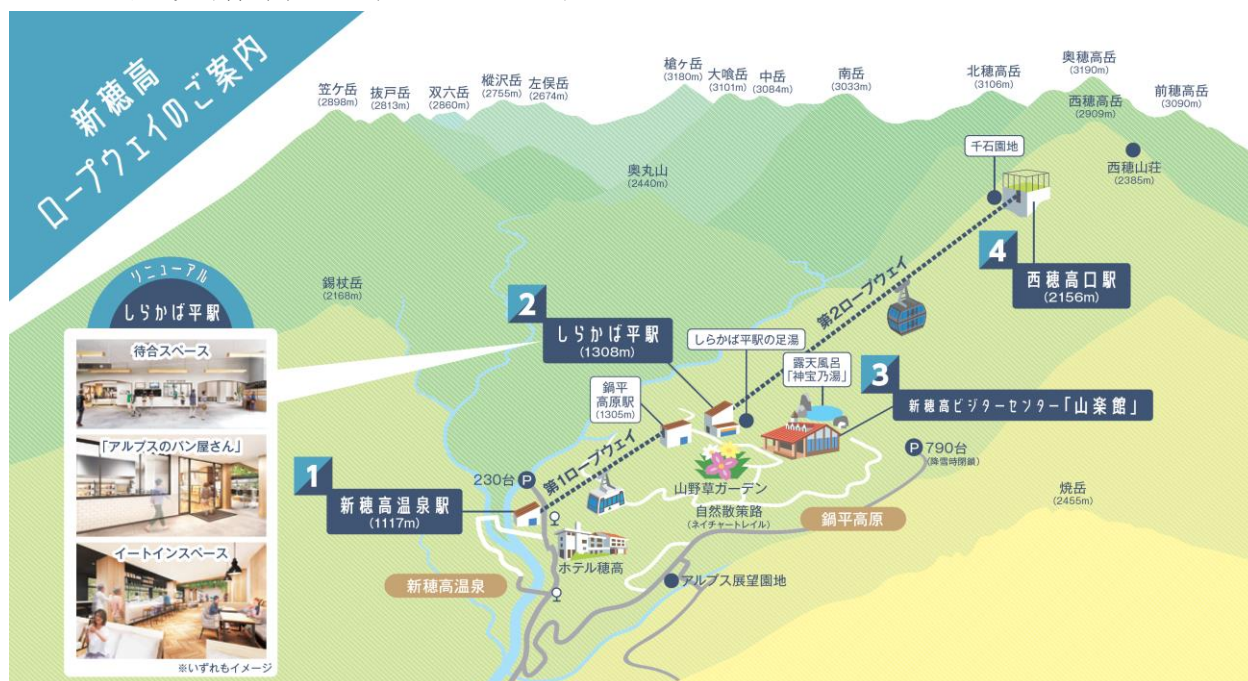 新穂高
ロープウェイのご案内
笠ケ岳
(2898m)
抜戸岳
(2813m)
双六岳
(2860m)
樅沢岳
(2755m)
左俣岳
(2674m)
槍ヶ岳
(3180m)
大喰岳
(3101m)
中岳
(3084m)
南岳
(3033m)
北穂高岳
(3106m)
奥穂高岳
(3190m)
西穂高岳
(2909m)
前穂高岳
(3090m)
千石園地
西穂山荘
(2385m)
奥丸山
(2440m)
4
西穂高口駅
(2156m)
錫杖岳
(2168m)
リニューアル
しらかば平駅
待合スペース
「アルプスのパン屋さん」
イートインスペース
※いずれもイメージ
2
しらかば平駅
(1308m)
第2ロープウェイ
しらかば平駅の足湯
露天風呂
「神宝乃湯」
3
新穂高ビジターセンター「山楽館」
鍋平
高原駅
(1305m)
第1ロープウェイ
1
新穂高温泉駅
(1117m)
230台 P
P 790台
(降雪時閉鎖)
山野草ガーデン
自然散策路
(ネイチャートレイル)
鍋平高原
焼岳
(2455m)
ホテル穂高
新穂高温泉
アルプス展望園地